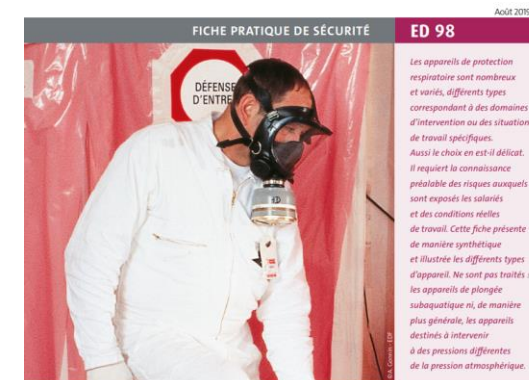 Août 2019
FICHE PRATIQUE DE SÉCURITÉ
ED 98
Les appareils de protection
respiratoire sont nombreux
et variés, différents types
correspondant à des domaines
d'intervention ou des situation
de travail spécifiques.
Aussi le choix en est-il délicat.
Il requiert la connaissance
préalable des risques auxquels
sont exposés les salariés
et des conditions réelles
de travail. Cette fiche présente
de manière synthétique
et illustrée les différents types
d'appareil. Ne sont pas traités
les appareils de plongée
subaquatique ni, de manière
plus générale, les appareils
destinés à intervenir
à des pressions différentes
de la pression atmosphérique.
DÉFENSE
D'ENTRE
EDF